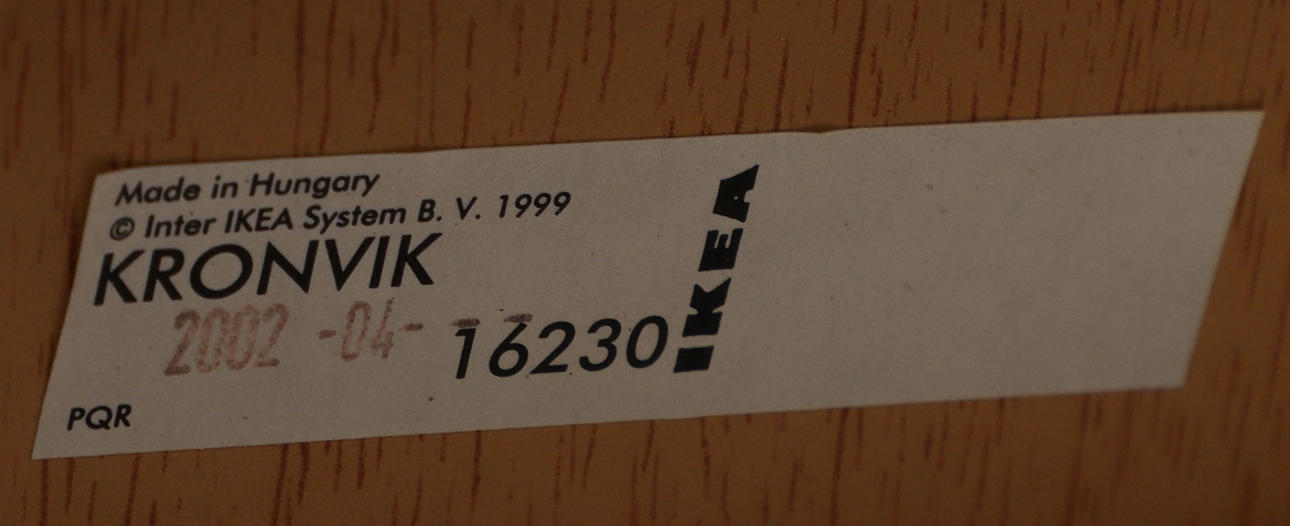 Made in Hungary
© Inter IKEA System B. V. 1999
KRONVIK
2002 -04- - -
16230
IKEA
PQR